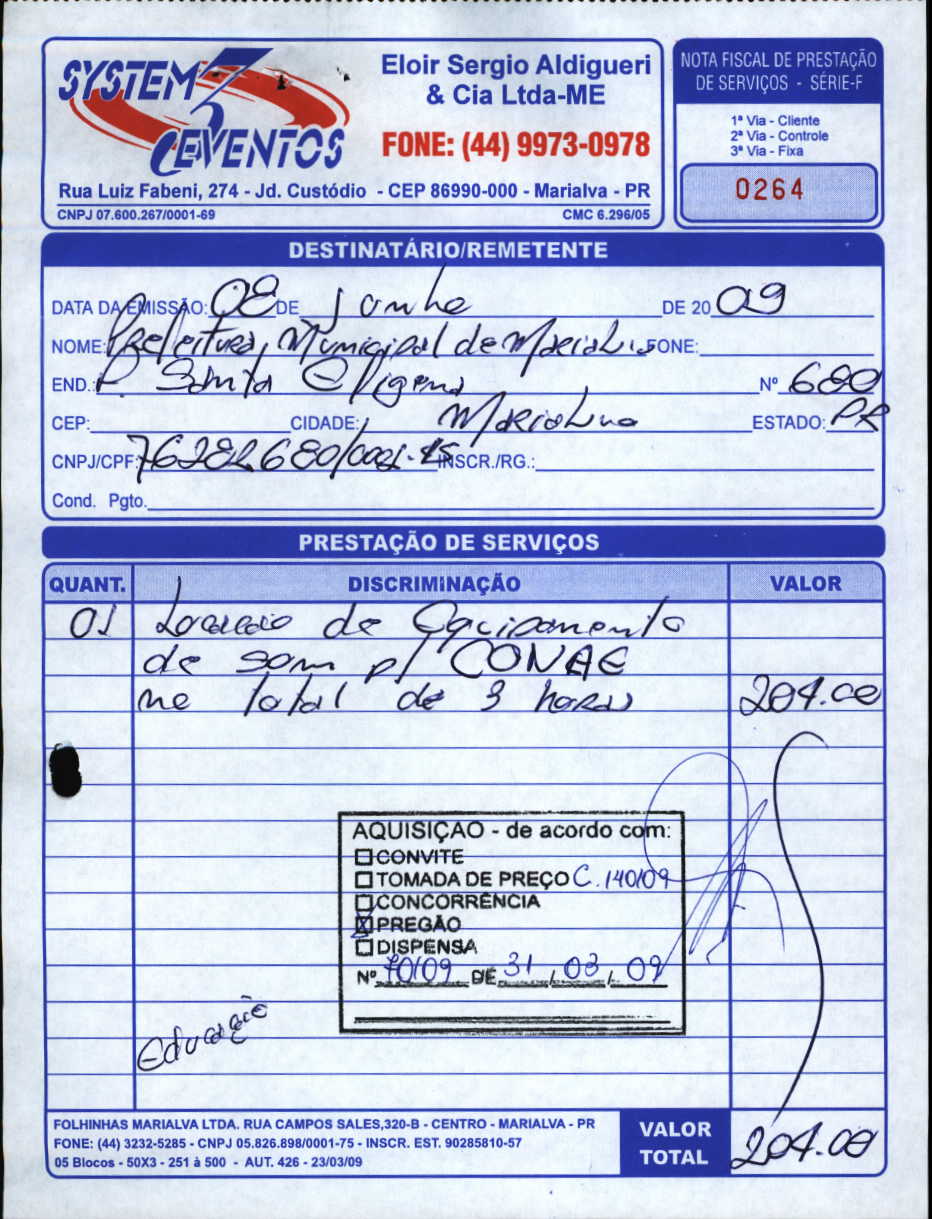 SYSTEM 3 EVENTOS
Eloir Sergio Aldigueri
& Cia Ltda-ME
FONE: (44) 9973-0978
Rua Luiz Fabeni, 274 - Jd. Custódio - CEP 86990-000 - Marialva - PR
CNPJ 07.600.267/0001-69 CMC 6.296/05
NOTA FISCAL DE PRESTAÇÃO
DE SERVIÇOS - SÉRIE-F
1ª Via - Cliente
2ª Via - Controle
3ª Via - Fixa
0264
DESTINATÁRIO/REMETENTE
DATA DA EMISSÃO: 08 DE Junho DE 2009
NOME: Prefeitura Municipal de Marialva FONE:
END.: R. Santa Efigenia Nº 680
CEP: CIDADE: Marialva ESTADO: PR
CNPJ/CPF: 76282680/0001-45 INSCR./RG.:
Cond. Pgto.
PRESTAÇÃO DE SERVIÇOS
QUANT. DISCRIMINAÇÃO VALOR
01 Locacao de Equipamento
de som p/ CONAE
no total de 3 horas 204.00
AQUISIÇÃO - de acordo com:
CONVITE
TOMADA DE PREÇO C. 140/09
CONCORRÊNCIA
PREGÃO
DISPENSA
Nº 70/09 DE 31/03/09
Educação
FOLHINHAS MARIALVA LTDA. RUA CAMPOS SALES,320-B - CENTRO - MARIALVA - PR
FONE: (44) 3232-5285 - CNPJ 05.826.898/0001-75 - INSCR. EST. 90285810-57
05 Blocos - 50X3 - 251 à 500 - AUT. 426 - 23/03/09
VALOR
TOTAL 204.00